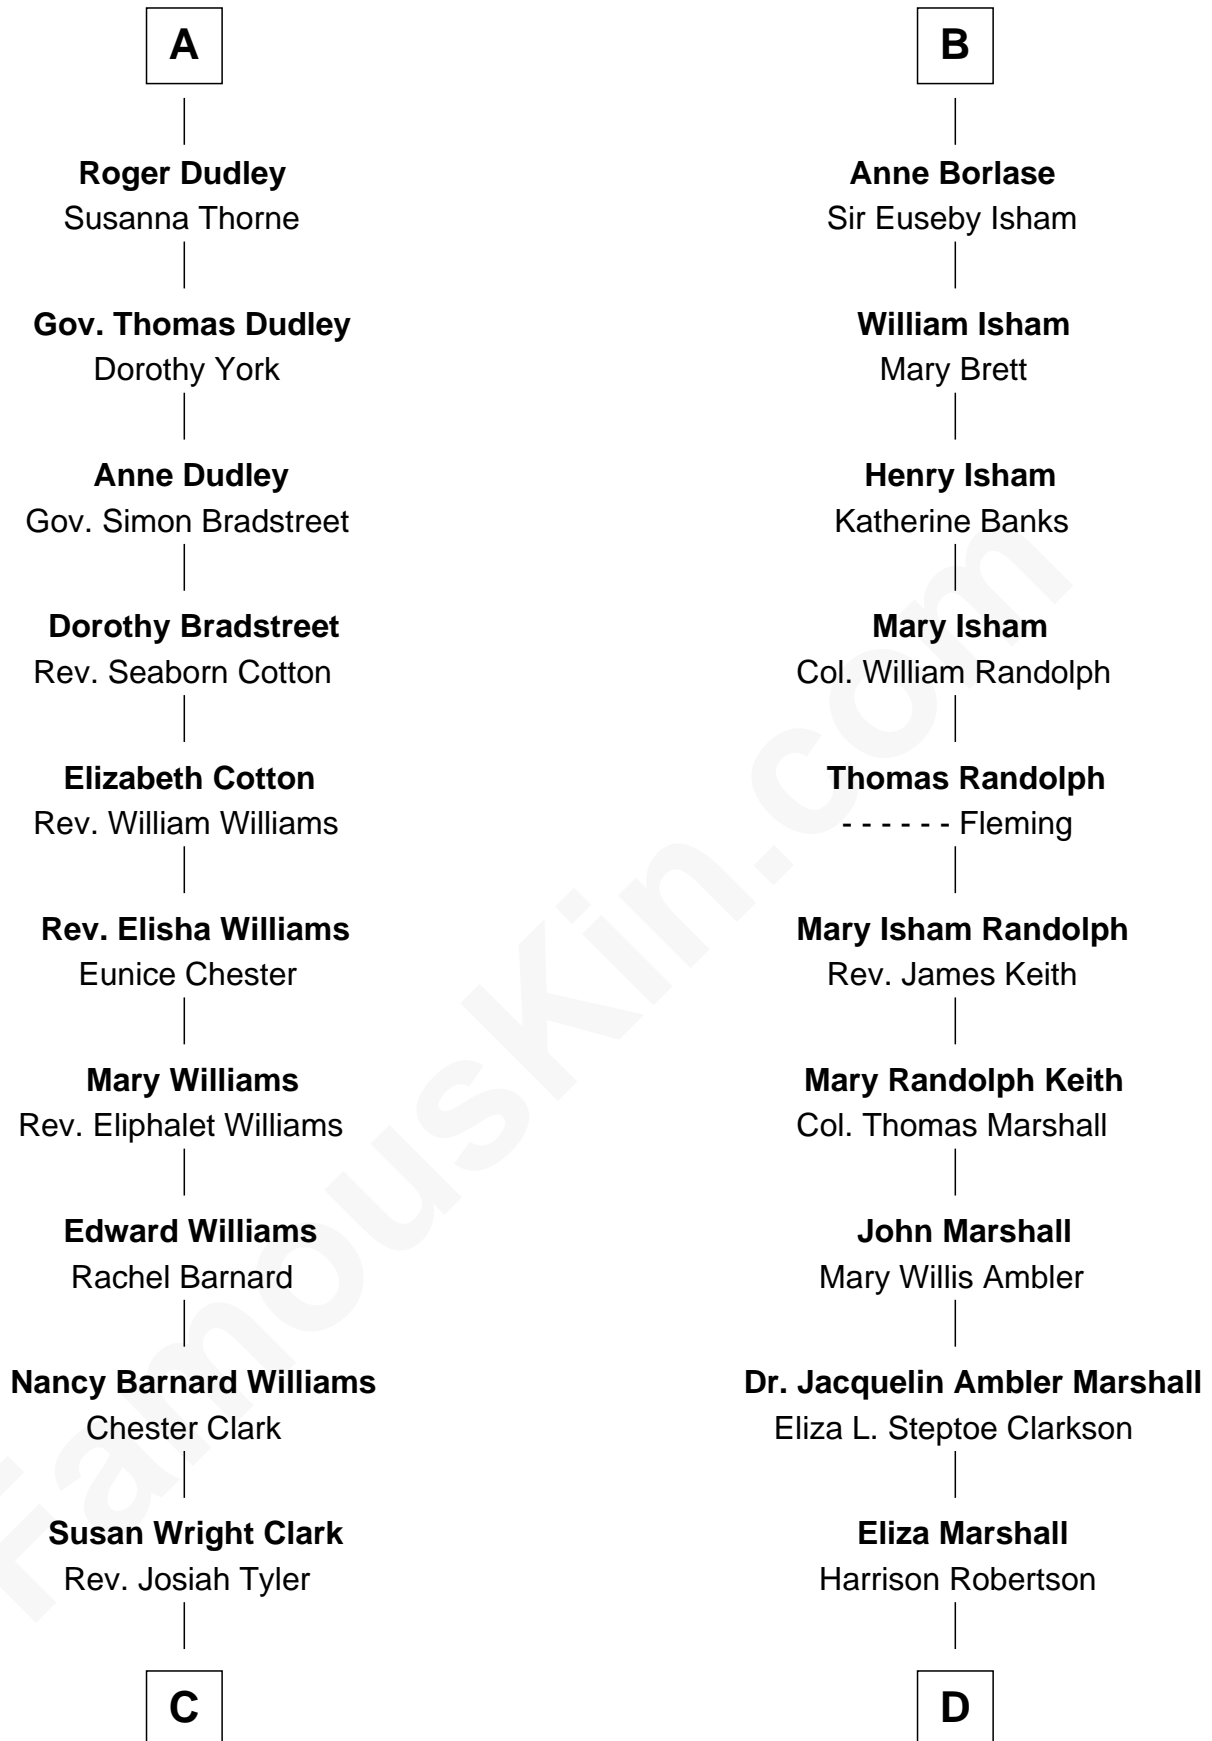 A
Roger Dudley
Susanna Thorne
Gov. Thomas Dudley
Dorothy York
Anne Dudley
Gov. Simon Bradstreet
Dorothy Bradstreet
Rev. Seaborn Cotton
Elizabeth Cotton
Rev. William Williams
Rev. Elisha Williams
Eunice Chester
Mary Williams
Rev. Eliphalet Williams
Edward Williams
Rachel Barnard
Nancy Barnard Williams
Chester Clark
Susan Wright Clark
Rev. Josiah Tyler
C
B
Anne Borlase
Sir Euseby Isham
William Isham
Mary Brett
Henry Isham
Katherine Banks
Mary Isham
Col. William Randolph
Thomas Randolph
- - - - - - Fleming
Mary Isham Randolph
Rev. James Keith
Mary Randolph Keith
Col. Thomas Marshall
John Marshall
Mary Willis Ambler
Dr. Jacquelin Ambler Marshall
Eliza L. Steptoe Clarkson
Eliza Marshall
Harrison Robertson
D
FamousKin.com